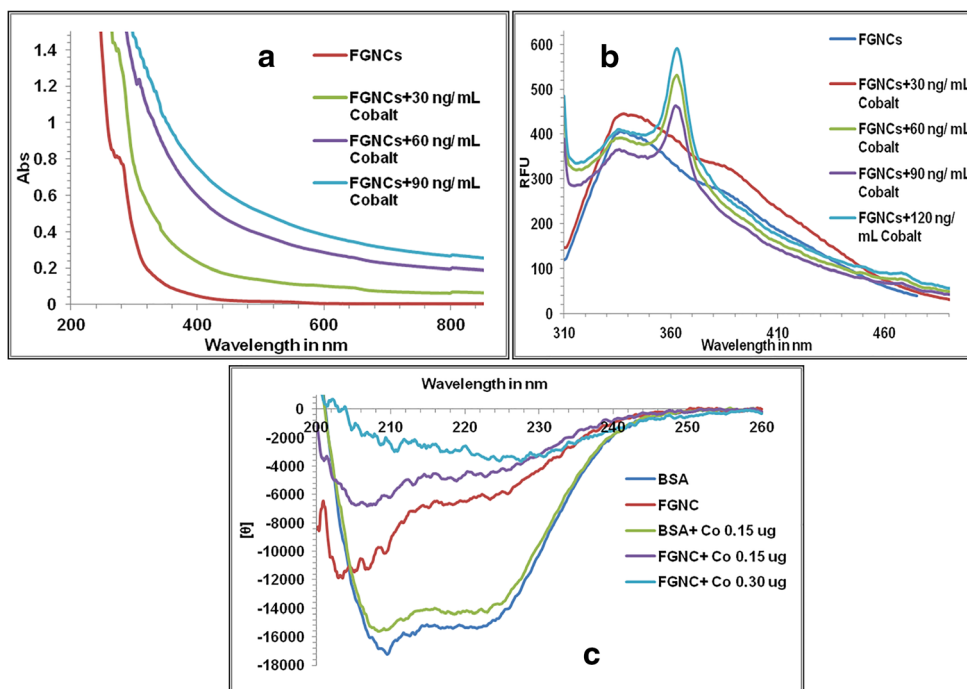 a
1.4
1.2
1
0.8
0.6
0.4
0.2
0
Abs
200
400
600
800
Wavelength in nm
FGNCs
FGNCs+30 ng/ mL
Cobalt
FGNCs+60 ng/ mL
Cobalt
FGNCs+90 ng/ mL
Cobalt
b
600
500
400
300
200
100
0
RFU
310
360
410
460
Wavelength in nm
FGNCs
FGNCs+30 ng/ mL
Cobalt
FGNCs+60 ng/ mL
Cobalt
FGNCs+90 ng/ mL
Cobalt
FGNCs+120 ng/
mL Cobalt
Wavelength in nm
0
-2000
-4000
-6000
-8000
-10000
-12000
-14000
-16000
-18000
[θ]
200
210
220
230
240
250
260
BSA
FGNC
BSA+ Co 0.15 ug
FGNC+ Co 0.15 ug
FGNC+ Co 0.30 ug
c